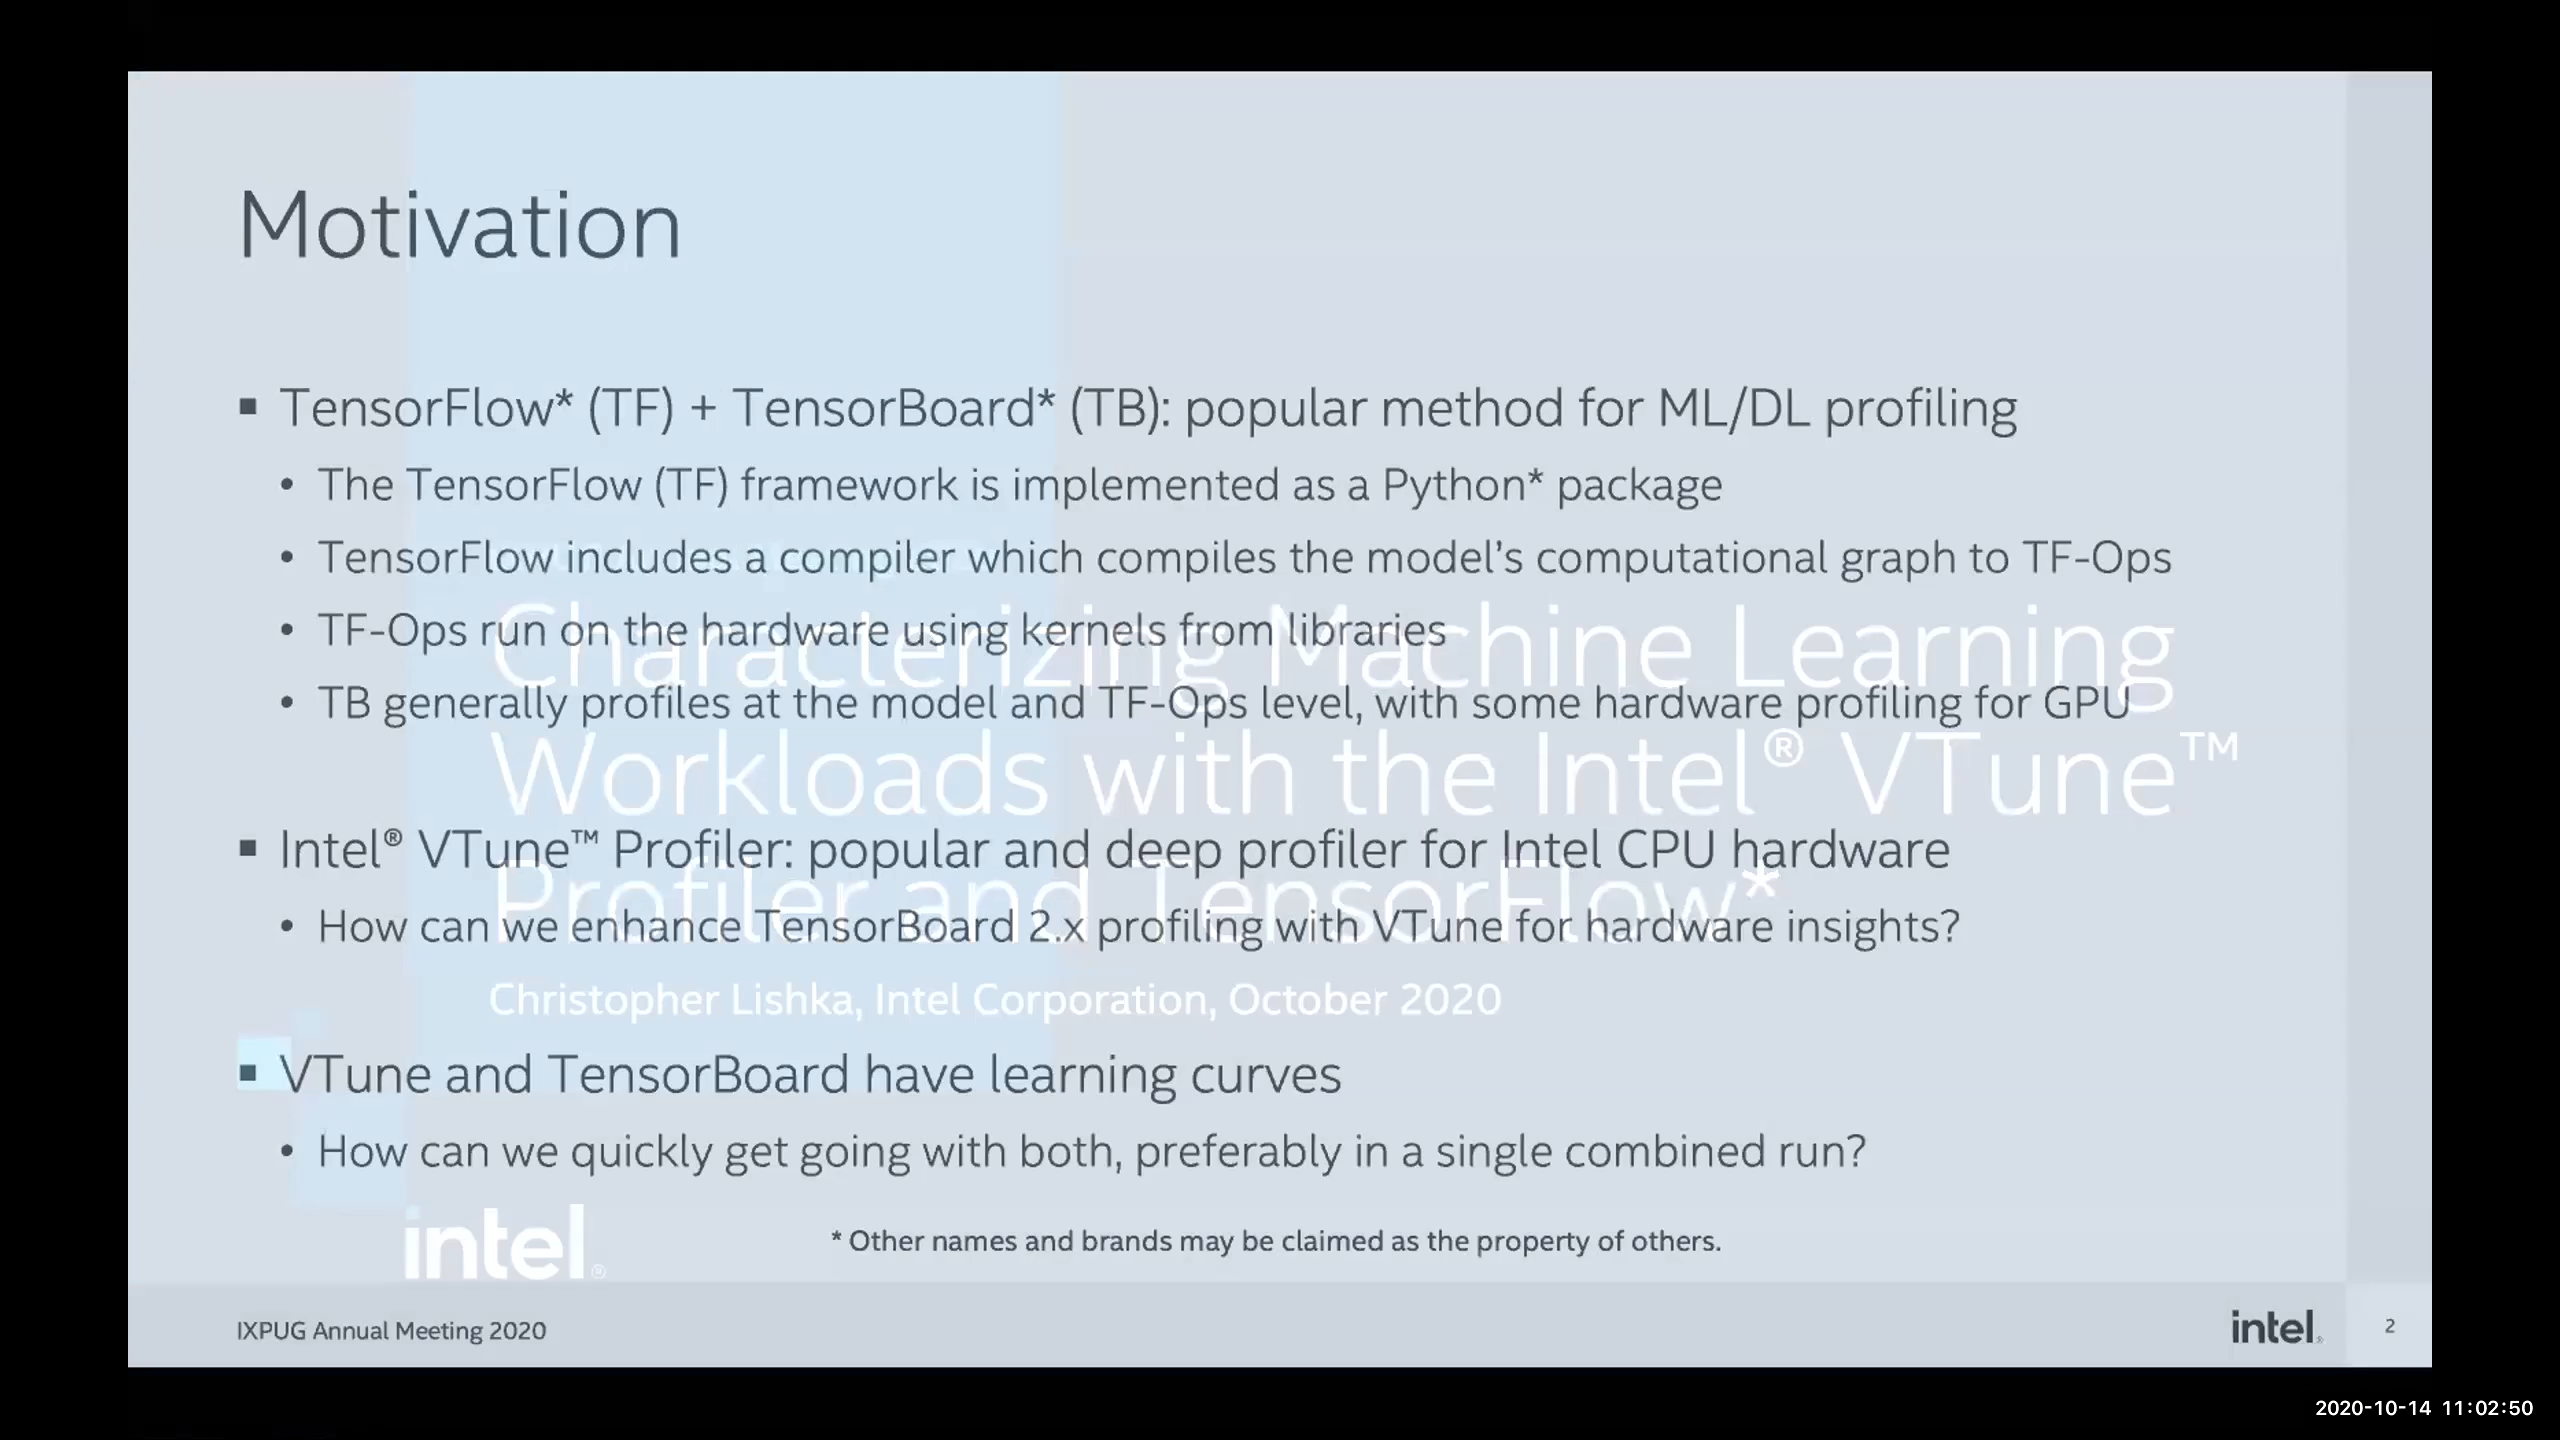 Motivation
▪ TensorFlow* (TF) + TensorBoard* (TB): popular method for ML/DL profiling
• The TensorFlow (TF) framework is implemented as a Python* package
• TensorFlow includes a compiler which compiles the model’s computational graph to TF-Ops
• TF-Ops run on the hardware using kernels from libraries
Characterizing Machine Learning
• TB generally profiles at the model and TF-Ops level, with some hardware profiling for GPU
Workloads with the Intel® VTune™
▪ Intel® VTune™ Profiler: popular and deep profiler for Intel CPU hardware
Profiler and TensorFlow*
• How can we enhance TensorBoard 2.x profiling with VTune for hardware insights?
Christopher Lishka, Intel Corporation, October 2020
▪ VTune and TensorBoard have learning curves
• How can we quickly get going with both, preferably in a single combined run?
intel®
* Other names and brands may be claimed as the property of others.
IXPUG Annual Meeting 2020
intel®
2
2020-10-14 11:02:50